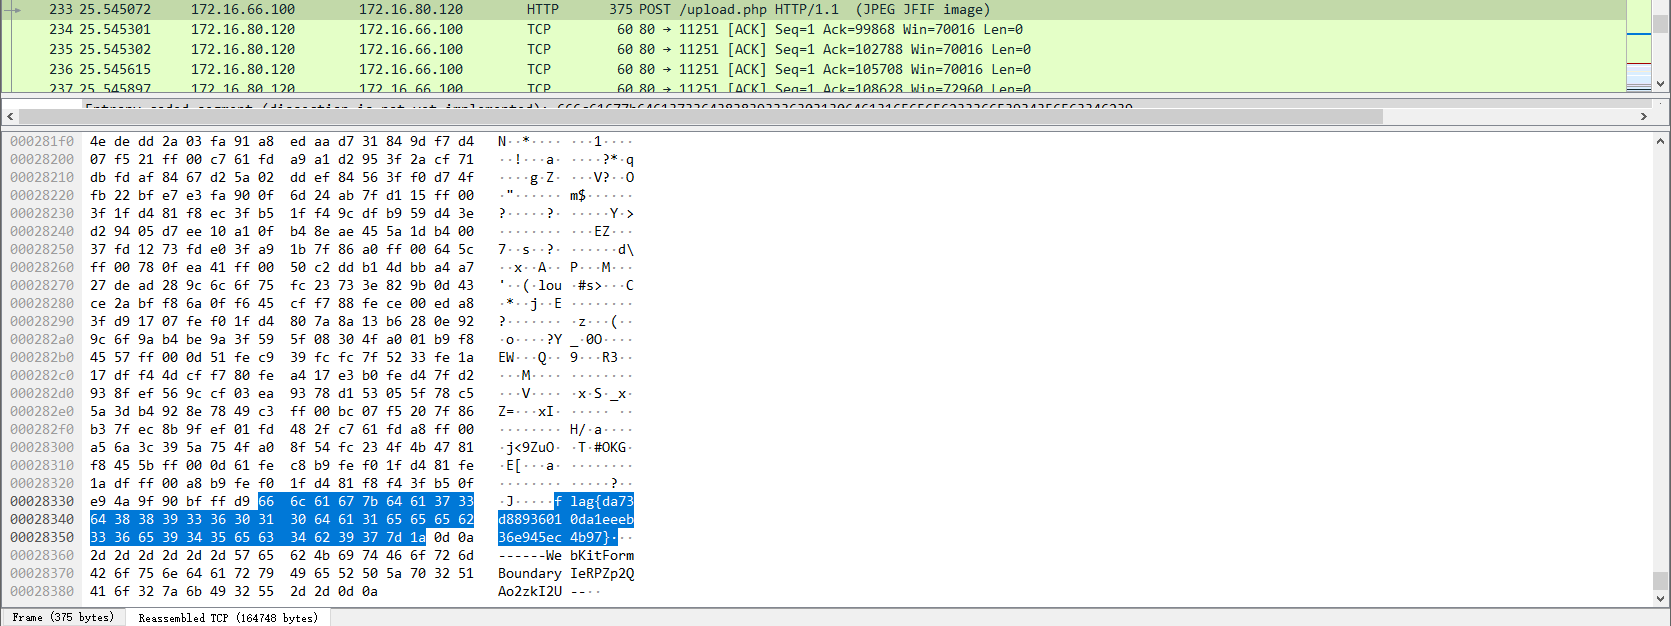 233 25.545072 172.16.66.100 172.16.80.120 HTTP 375 POST /upload.php HTTP/1.1 (JPEG JFIF image)
234 25.545301 172.16.80.120 172.16.66.100 TCP 60 80 → 11251 [ACK] Seq=1 Ack=99868 Win=70016 Len=0
235 25.545302 172.16.80.120 172.16.66.100 TCP 60 80 → 11251 [ACK] Seq=1 Ack=102788 Win=70016 Len=0
236 25.545615 172.16.80.120 172.16.66.100 TCP 60 80 → 11251 [ACK] Seq=1 Ack=105708 Win=70016 Len=0
237 25.545897 172.16.80.120 172.16.66.100 TCP 60 80 → 11251 [ACK] Seq=1 Ack=108628 Win=72960 Len=0
000281f0 4e de dd 2a 03 fa 91 a8 ed aa d7 31 84 9d f7 d4 N··*···· ···1····
00028200 07 f5 21 ff 00 c7 61 fd a9 a1 d2 95 3f 2a cf 71 ··!···a· ····?*·q
00028210 db fd af 84 67 d2 5a 02 dd ef 84 56 3f f0 d7 4f ····g·Z· ···V?··O
00028220 fb 22 bf e7 e3 fa 90 0f 6d 24 ab 7f d1 15 ff 00 ·"······ m$······
00028230 3f 1f d4 81 f8 ec 3f b5 1f f4 9c df b9 59 d4 3e ?·····?· ·····Y·>
00028240 d2 94 05 d7 ee 10 a1 0f b4 8e ae 45 5a 1d b4 00 ········ ···EZ···
00028250 37 fd 12 73 fd e0 3f a9 1b 7f 86 a0 ff 00 64 5c 7··s··?· ······d\
00028260 ff 00 78 0f ea 41 ff 00 50 c2 dd b1 4d bb a4 a7 ··x··A·· P···M···
00028270 27 de ad 28 9c 6c 6f 75 fc 23 73 3e 82 9b 0d 43 '··(·lou ·#s>···C
00028280 ce 2a bf f8 6a 0f f6 45 cf f7 88 fe ce 00 ed a8 ·*··j··E ········
00028290 3f d9 17 07 fe f0 1f d4 80 7a 8a 13 b6 28 0e 92 ?······· ·z···(··
000282a0 9c 6f 9a b4 be 9a 3f 59 5f 08 30 4f a0 01 b9 f8 ·o····?Y _·0O····
000282b0 45 57 ff 00 0d 51 fe c9 39 fc fc 7f 52 33 fe 1a EW···Q·· 9···R3··
000282c0 17 df f4 4d cf f7 80 fe a4 17 e3 b0 fe d4 7f d2 ···M···· ········
000282d0 93 8f ef 56 9c cf 03 ea 93 78 d1 53 05 5f 78 c5 ···V···· ·x·S·_x·
000282e0 5a 3d b4 92 8e 78 49 c3 ff 00 bc 07 f5 20 7f 86 Z=···xI· ····· ··
000282f0 b3 7f ec 8b 9f ef 01 fd 48 2f c7 61 fd a8 ff 00 ········ H/·a····
00028300 a5 6a 3c 39 5a 75 4f a0 8f 54 fc 23 4f 4b 47 81 ·j<9ZuO· ·T·#OKG·
00028310 f8 45 5b ff 00 0d 61 fe c8 b9 fe f0 1f d4 81 fe ·E[···a· ········
00028320 1a df ff 00 a8 b9 fe f0 1f d4 81 f8 f4 3f b5 0f ········ ·····?··
00028330 e9 4a 9f 90 bf ff d9 66 6c 61 67 7b 64 61 37 33 ·J·····f lag{da73
00028340 64 38 38 39 33 36 30 31 30 64 61 31 65 65 65 62 d8893601 0da1eeeb
00028350 33 36 65 39 34 35 65 63 34 62 39 37 7d 1a 0d 0a 36e945ec 4b97}···
00028360 2d 2d 2d 2d 2d 2d 57 65 62 4b 69 74 46 6f 72 6d ------We bKitForm
00028370 42 6f 75 6e 64 61 72 79 49 65 52 50 5a 70 32 51 Boundary IeRPZp2Q
00028380 41 6f 32 7a 6b 49 32 55 2d 2d 0d 0a Ao2zkI2U --··
Frame (375 bytes) Reassembled TCP (164748 bytes)